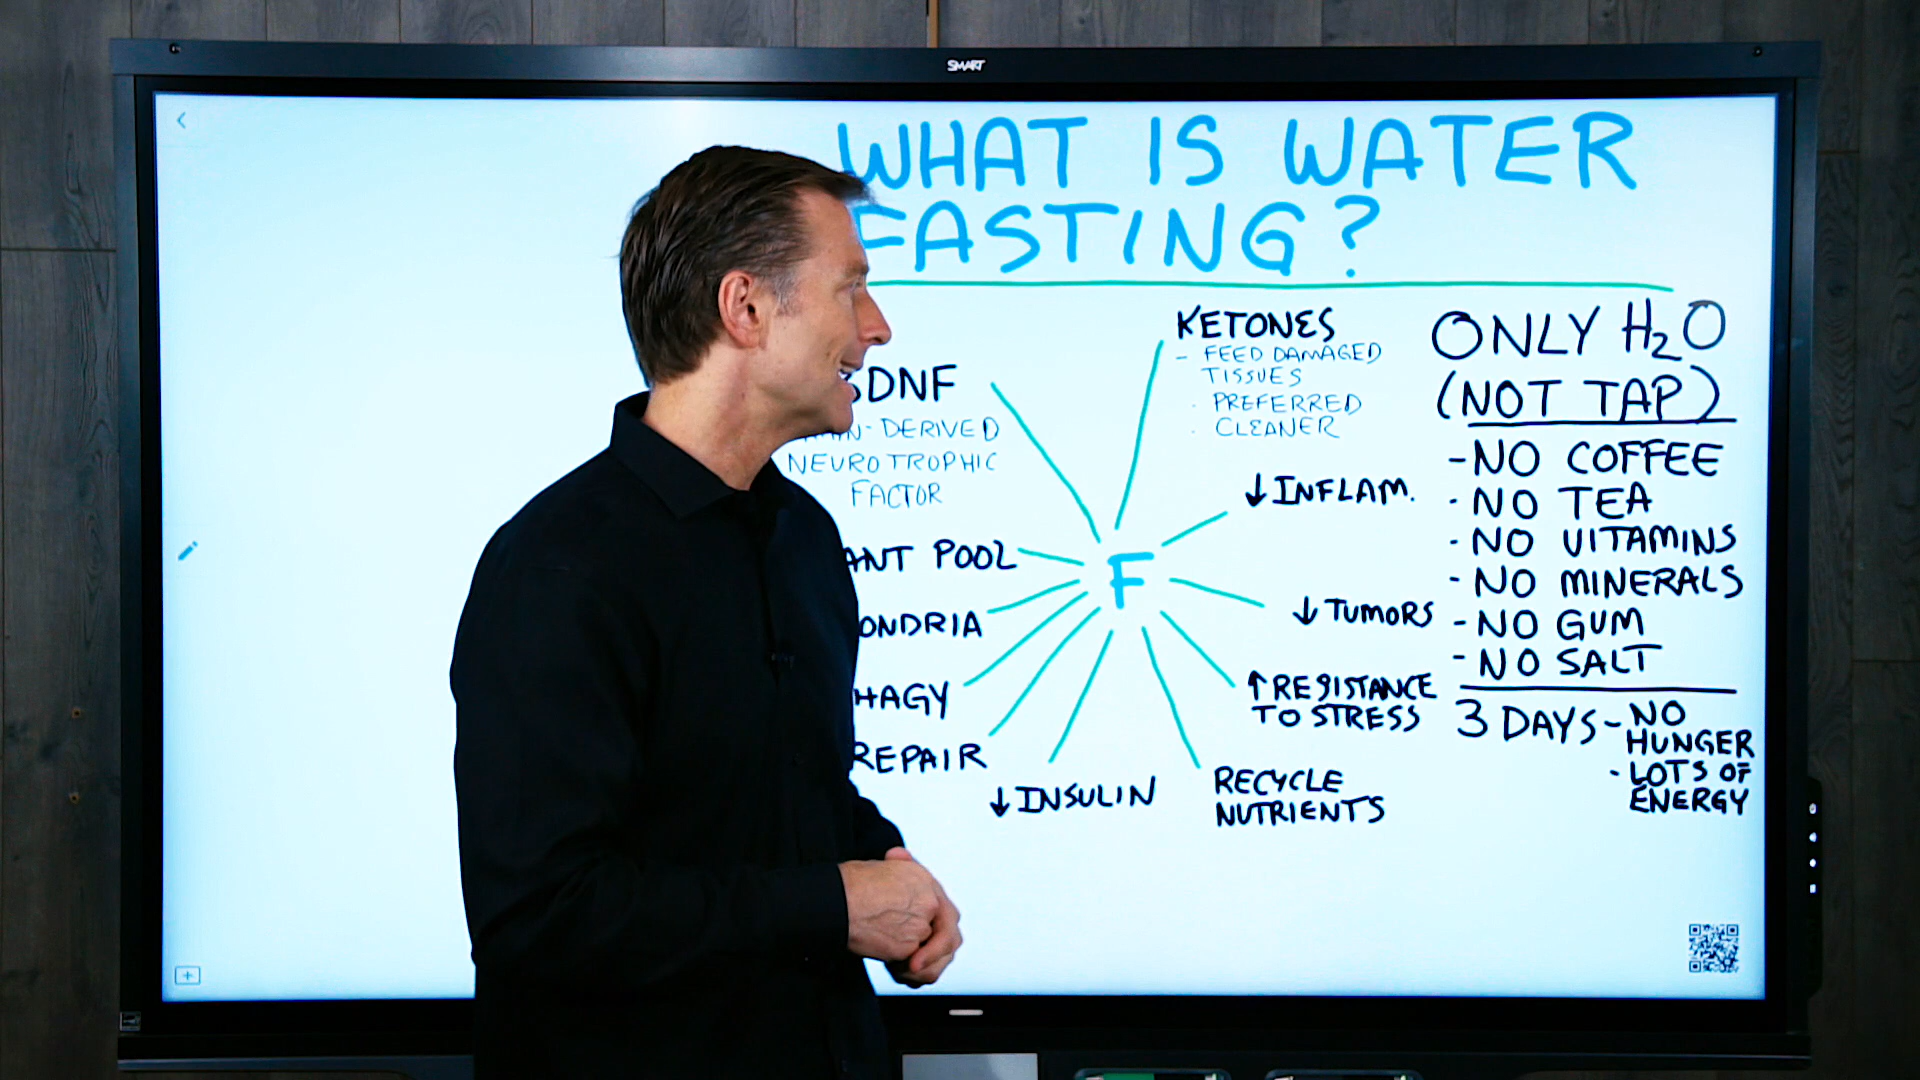 SMART
WHAT IS WATER
FASTING?
KETONES
- FEED DAMAGED
TISSUES
· PREFERRED
· CLEANER
DNF
-DERIVED
NEUROTROPHIC
FACTOR
ANT POOL
ONDRIA
HAGY
REPAIR
↓ INSULIN
F
↓ INFLAM.
↓ TUMORS
↑ RESISTANCE
TO STRESS
RECYCLE
NUTRIENTS
ONLY H₂O
(NOT TAP)
- NO COFFEE
· NO TEA
· NO VITAMINS
- NO MINERALS
- NO GUM
- NO SALT
3 DAYS - NO
HUNGER
· LOTS OF
ENERGY